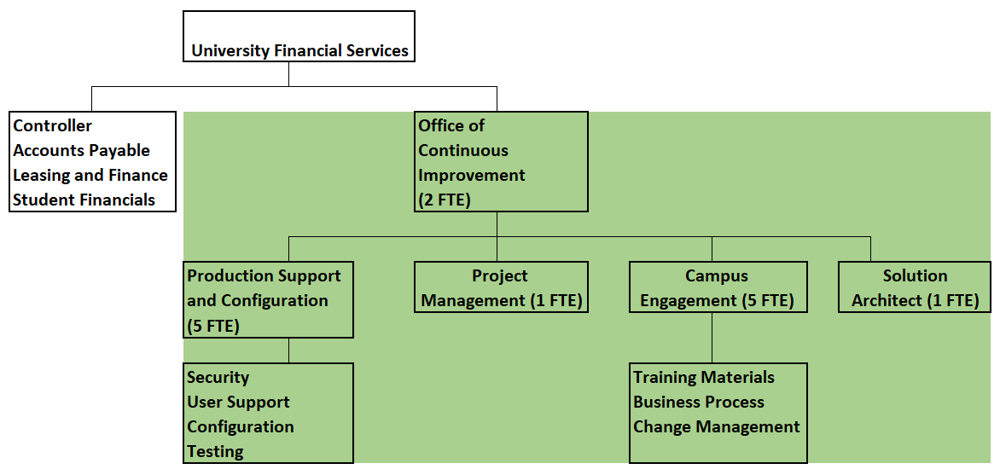 University Financial Services
Controller
Accounts Payable
Leasing and Finance
Student Financials
Office of
Continuous
Improvement
(2 FTE)
Production Support
and Configuration
(5 FTE)
Project
Management (1 FTE)
Campus
Engagement (5 FTE)
Solution
Architect (1 FTE)
Security
User Support
Configuration
Testing
Training Materials
Business Process
Change Management